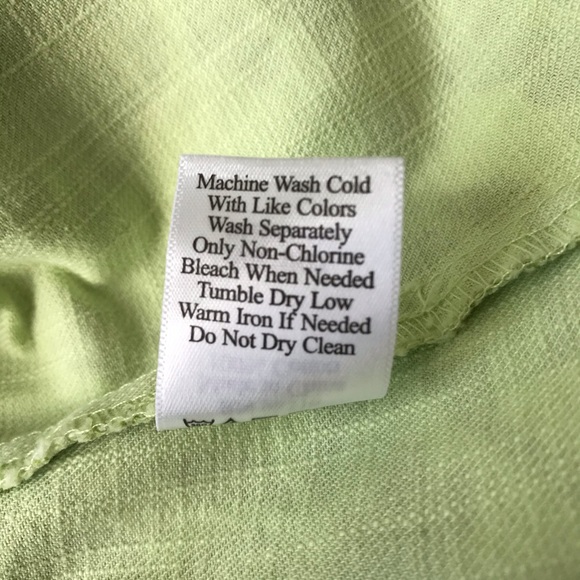 Machine Wash Cold
With Like Colors
Wash Separately
Only Non-Chlorine
Bleach When Needed
Tumble Dry Low
Warm Iron If Needed
Do Not Dry Clean